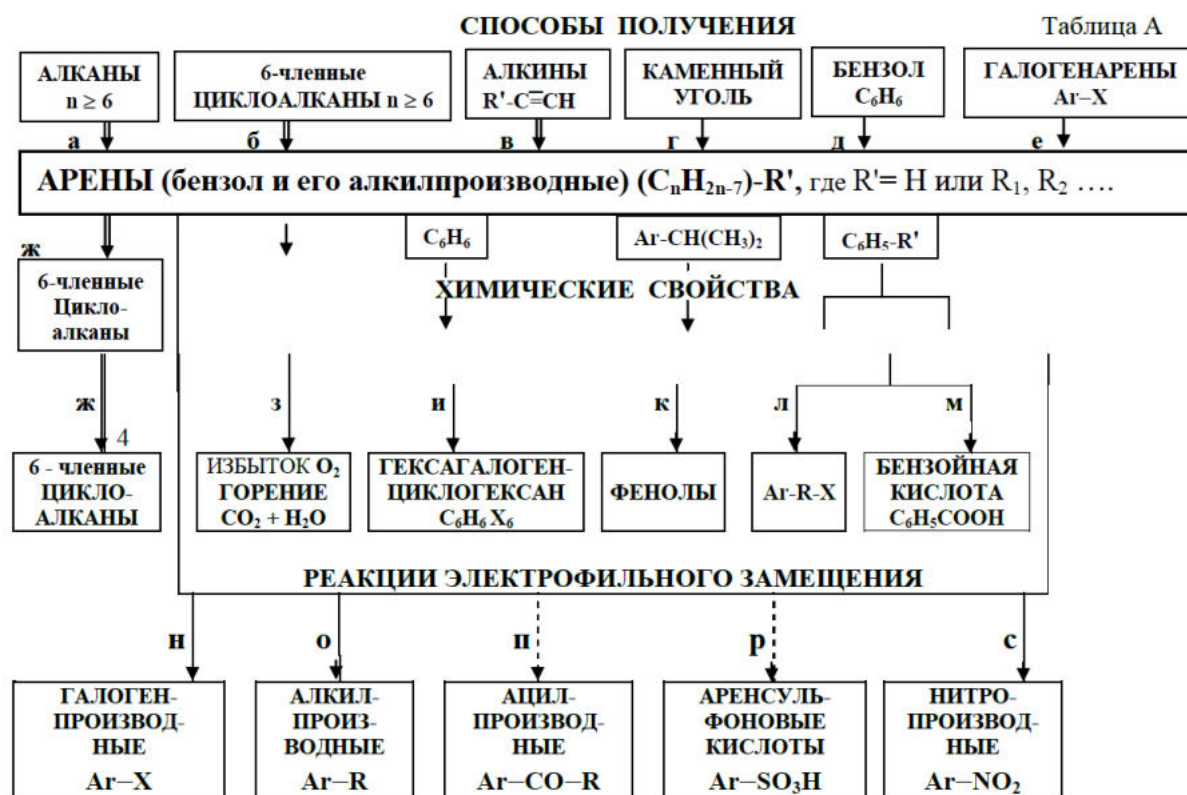 СПОСОБЫ ПОЛУЧЕНИЯ
Таблица А
АЛКАНЫ
n ≥ 6
6-членные
ЦИКЛОАЛКАНЫ n ≥ 6
АЛКИНЫ
R'-C≡CH
КАМЕННЫЙ
УГОЛЬ
БЕНЗОЛ
C₆H₆
ГАЛОГЕНАРЕНЫ
Ar–X
а
б
в
г
д
е
АРЕНЫ (бензол и его алкилпроизводные) (CₙH₂ₙ₋₇)-R', где R'= H или R₁, R₂ ….
ж
C₆H₆
Ar-CH(CH₃)₂
C₆H₅-R'
6-членные
Цикло-
алканы
ХИМИЧЕСКИЕ СВОЙСТВА
ж
з
и
к
л
м
4
6 - членные
ЦИКЛО-
АЛКАНЫ
ИЗБЫТОК O₂
ГОРЕНИЕ
CO₂ + H₂O
ГЕКСАГАЛОГЕН-
ЦИКЛОГЕКСАН
C₆H₆ X₆
ФЕНОЛЫ
Ar-R-X
БЕНЗОЙНАЯ
КИСЛОТА
C₆H₅COOH
РЕАКЦИИ ЭЛЕКТРОФИЛЬНОГО ЗАМЕЩЕНИЯ
н
о
п
р
с
ГАЛОГЕН-
ПРОИЗВОД-
НЫЕ
Ar–X
АЛКИЛ-
ПРОИЗ-
ВОДНЫЕ
Ar–R
АЦИЛ-
ПРОИЗВОД-
НЫЕ
Ar–CO–R
АРЕНСУЛЬ-
ФОНОВЫЕ
КИСЛОТЫ
Ar–SO₃H
НИТРО-
ПРОИЗВОД-
НЫЕ
Ar–NO₂